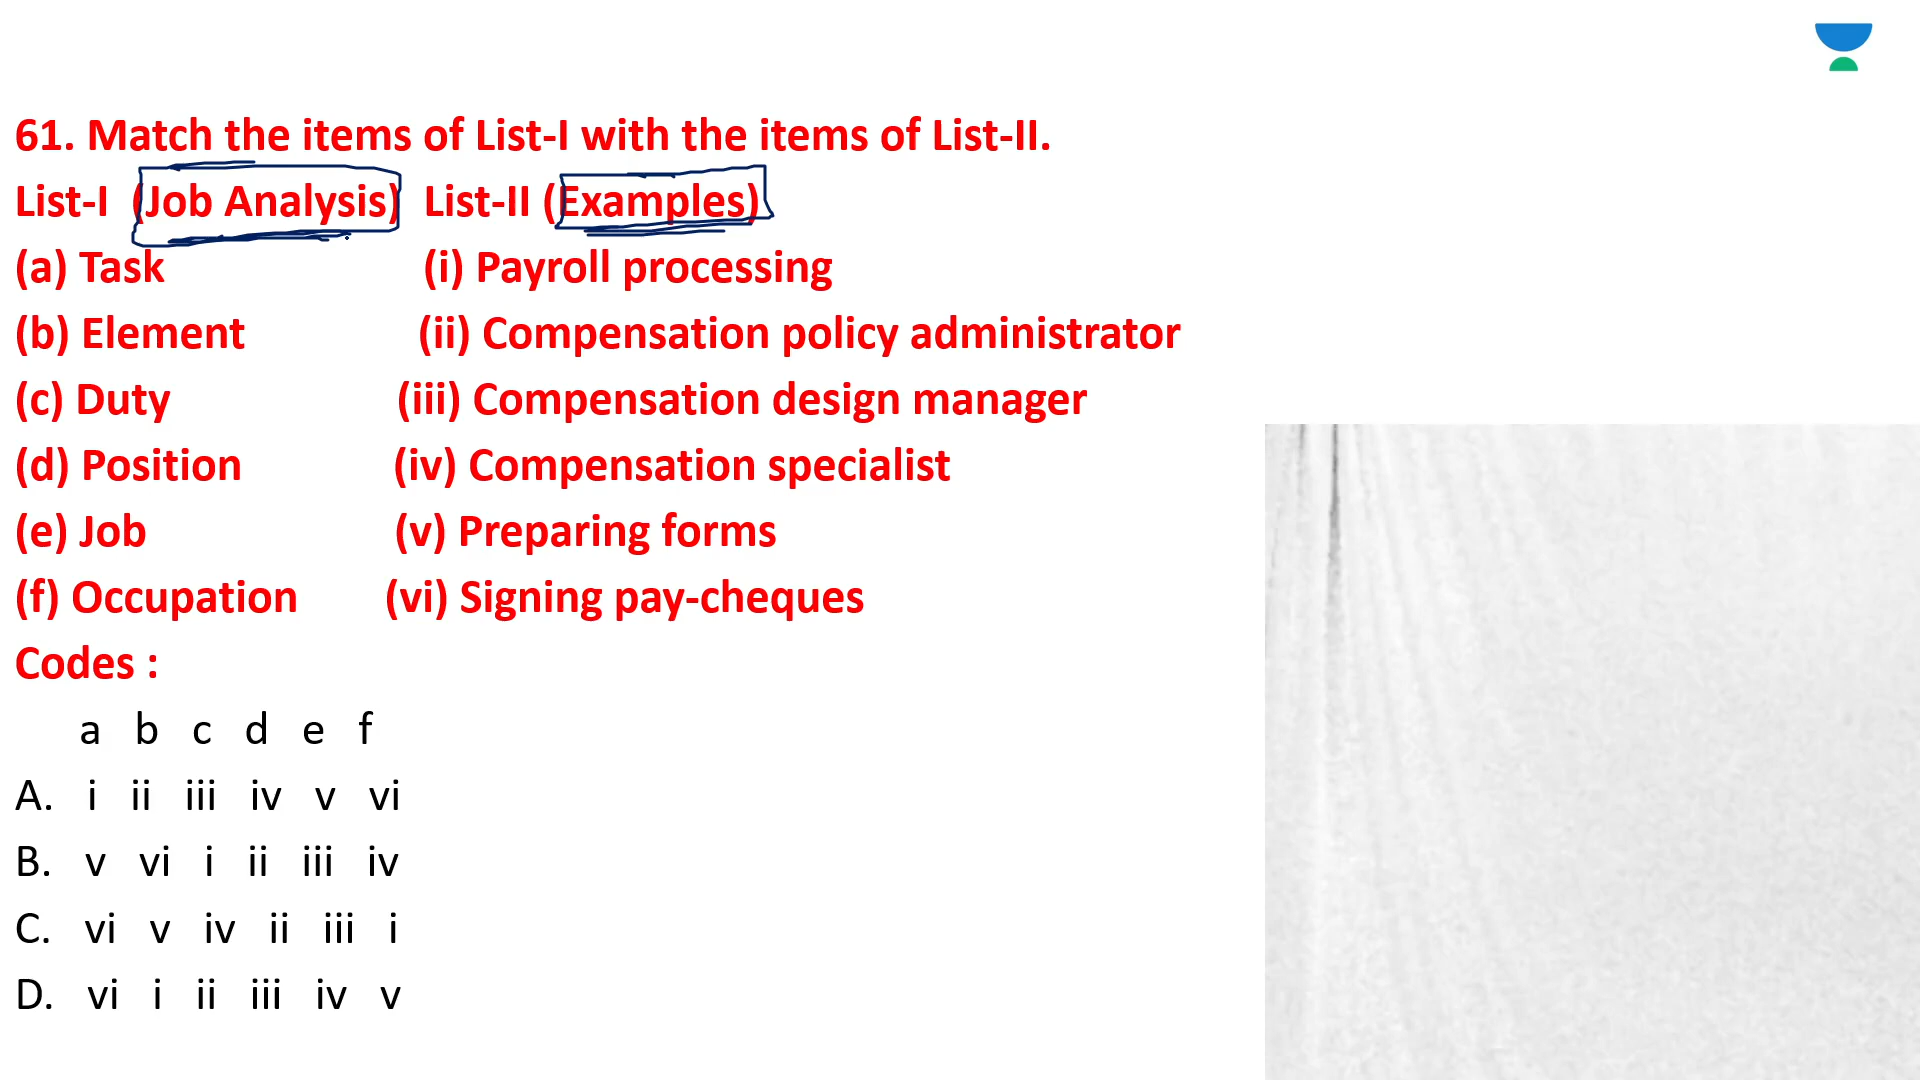 61. Match the items of List-I with the items of List-II.
List-I (Job Analysis) List-II (Examples)
(a) Task (i) Payroll processing
(b) Element (ii) Compensation policy administrator
(c) Duty (iii) Compensation design manager
(d) Position (iv) Compensation specialist
(e) Job (v) Preparing forms
(f) Occupation (vi) Signing pay-cheques
Codes :
a b c d e f
A. i ii iii iv v vi
B. v vi i ii iii iv
C. vi v iv ii iii i
D. vi i ii iii iv v